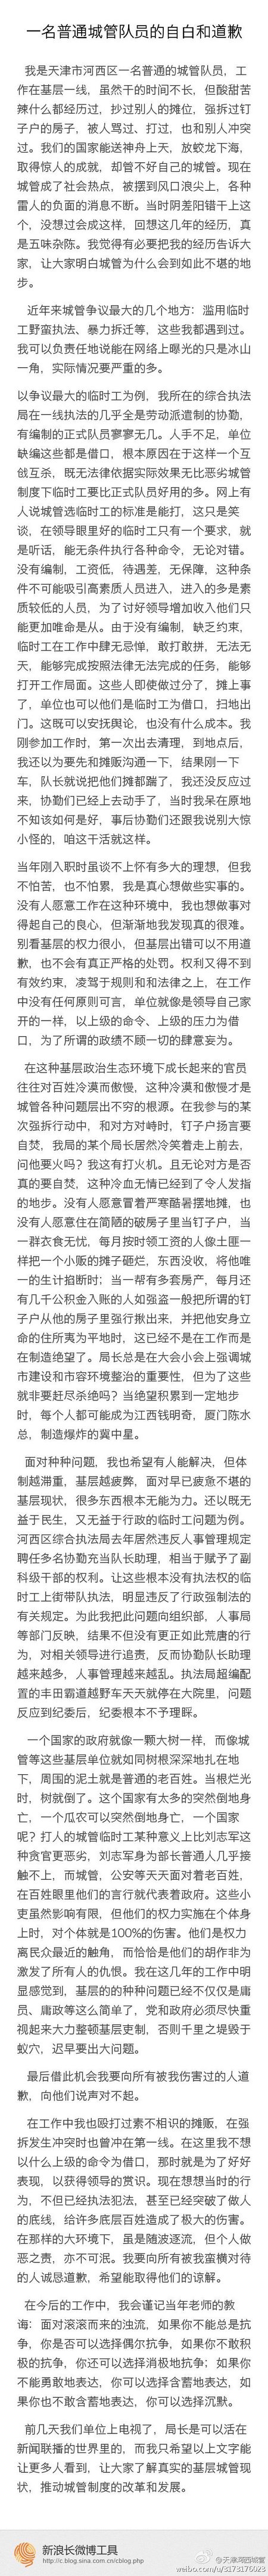 一名普通城管队员的自白和道歉
我是天津市河西区一名普通的城管队员，工
作在基层一线，虽然干的时间不长，但酸甜苦
辣什么都经历过，抄过别人的摊位，强拆过钉
子户的房子，被人骂过、打过，也和别人冲突
过。我们的国家能送神舟上天，放蛟龙下海，
取得惊人的成就，却管不好自己的城管。现在
城管成了社会热点，被摆到风口浪尖上，各种
雷人的负面的消息不断。当时阴差阳错干上这
个，没想过会成这样，回想这几年的经历，真
是五味杂陈。我觉得有必要把我的经历告诉大
家，让大家明白城管为什么会到如此不堪的地
步。
近年来城管争议最大的几个地方：滥用临时
工野蛮执法、暴力拆迁等，这些我都遇到过。
我可以负责任地说能在网络上曝光的只是冰山
一角，实际情况要严重的多。
以争议最大的临时工为例，我所在的综合执法
局在一线执法的几乎全是劳动派遣制的协勤，
有编制的正式队员寥寥无几。人手不足，单位
缺编这些都是借口，根本原因在于这样一个互
创互杀，既无法律依据实际效果无比恶劣城管
制度下临时工要比正式队员好用的多。网上有
人说城管选临时工的标准是能打，这只是笑
谈，在领导眼里好的临时工只有一个要求，就
是听话，能无条件执行各种命令，无论对错。
没有编制，工资低，待遇差，无保障，这种条
件不可能吸引高素质人员进入，进入的多是素
质较低的人员，为了讨好领导增加收入他们只
能更加唯命是从。由于没有编制，缺乏约束，
临时工在工作中肆无忌惮，敢打敢拼，无法无
天，能够完成按照法律无法完成的任务，能够
打开工作局面。这些人即使做过分了，摊上事
了，单位也可以他们是临时工为借口，扫地出
门。这既可以安抚舆论，也没有什么成本。我
刚参加工作时，第一次出去清理，到地点后，
我还以为要先和摊贩沟通一下，结果刚一下
车，队长就说把他们摊都踹了，我还没反应过
来，协勤们已经上去动手了，当时我呆在原地
不知该如何是好，事后协勤们还跟我说别大惊
小怪的，咱这干活就这样。
当年刚入职时虽谈不上怀有多大的理想，但我
不怕苦，也不怕累，我是真心想做些实事的。
没有人愿意工作在这种环境中，我也想做事对
得起自己的良心，但渐渐地我发现真的很难。
别看基层的权力很小，但基层出错可以不用道
歉，也不会有真正严格的处罚。权利又得不到
有效约束，凌驾于规则和和法律之上，在工作
中没有任何原则可言，单位就像是领导自己家
开的一样，以上级的命令、上级的压力为借
口，为了所谓的政绩不顾一切的肆意妄为。
在这种基层政治生态环境下成长起来的官员
往往对百姓冷漠而傲慢，这种冷漠和傲慢才是
城管各种问题层出不穷的根源。在我参与的某
次强拆行动中，和对方对峙时，钉子户扬言要
自焚，我局的某个局长居然冷笑着走上前去，
问他要火吗？我这有打火机。且无论对方是否
真的要自焚，这种冷血无情已经到了令人发指
的地步。没有人愿意冒着严寒酷暑摆地摊，也
没有人愿意住在简陋的破房子里当钉子户，当
一群衣食无忧，每月按时领工资的人像土匪一
样把一个小贩的摊子砸烂，东西没收，将他唯
一的生计掐断时；当一帮有多套房产，每月还
有几千公积金入账的人如强盗一般把所谓的钉
子户从他的房子里强行揪出来，并把他安身立
命的住所夷为平地时，这已经不是在工作而是
在制造绝望了。局长总是在大会小会上强调城
市建设和市容环境整治的重要性，但为了这些
就非要赶尽杀绝吗？当绝望积累到一定地步
时，每个人都可能成为江西钱明奇，厦门陈水
总，制造爆炸的冀中星。
面对种种问题，我也希望有人能解决，但体
制越滞重，基层越疲弊，面对早已疲惫不堪的
基层现状，很多东西根本无能为力。还以既无
益于民生，又无益于行政的临时工问题为例。
河西区综合执法局去年居然违反人事管理规定
聘任多名协勤充当队长助理，相当于赋予了副
科级干部的权利。让这些根本没有执法权的临
时工上街带队执法，明显违反了行政强制法的
有关规定。为此我把此问题向组织部，人事局
等部门反映，结果不但没有更正如此荒唐的行
为，对相关领导进行追责，反而协勤队长助理
越来越多，人事管理越来越乱。执法局超编配
置的丰田霸道越野车天天就停在大院里，问题
反应到纪委后，纪委根本不予理睬。
一个国家的政府就像一颗大树一样，而像城
管等这些基层单位就如同树根深深地扎在地
下，周围的泥土就是普通的老百姓。当根烂光
时，树就倒了。这个国家有太多的突然倒地身
亡，一个瓜农可以突然倒地身亡，一个国家
呢？打人的城管临时工某种意义上比刘志军这
种贪官更恶劣，刘志军身为部长普通人几乎接
触不上，而城管，公安等天天面对着老百姓，
在百姓眼里他们的言行就代表着政府。这些小
吏虽然影响有限，但他们的权力实施在个体身
上时，对个体就是100%的伤害。他们是权力
离民众最近的触角，而恰恰是他们的胡作非为
激发了所有人的仇恨。我在这几年的工作中明
显感觉到，基层的的种种问题已经不仅仅是庸
员、庸政等这么简单了，党和政府必须尽快重
视起来大力整顿基层吏制，否则千里之堤毁于
蚁穴，迟早要出大问题。
最后借此机会我要向所有被我伤害过的人道
歉，向他们说声对不起。
在工作中我也殴打过素不相识的摊贩，在强
拆发生冲突时也曾冲在第一线。在这里我不想
以什么上级的命令为借口，那时就是为了好好
表现，以获得领导的赏识。现在想想当时的行
为，不但已经执法犯法，甚至已经突破了做人
的底线，给许多底层百姓造成了极大的伤害。
在那样的大环境下，虽是随波逐流，但个人做
恶之责，亦不可泯。我要向所有被我蛮横对待
的人诚恳道歉，希望能取得他们的谅解。
在今后的工作中，我会谨记当年老师的教
诲：面对滚滚而来的浊流，如果你不能总是抗
争，你是否可以选择偶尔抗争，如果你不敢积
极的抗争，你还可以选择消极地抗争；如果你
不能勇敢地表达，你可以选择含蓄地表达，如
果你也不敢含蓄地表达，你可以选择沉默。
前几天我们单位上电视了，局长是可以活在
新闻联播的世界里的，而我只希望以上文字能
让更多人看到，让大家了解真实的基层城管现
状，推动城管制度的改革和发展。
新浪长微博工具
http://c.blog.sina.com.cn/cblog.php
@天津河西城管
weibo.com/u/3173176023